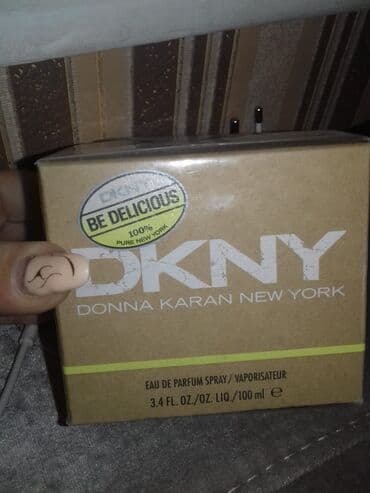 DKNY
BE DELICIOUS
100%
PURE NEW YORK
DKNY
DONNA KARAN NEW YORK
EAU DE PARFUM SPRAY/VAPORISATEUR
3.4 FL. OZ./OZ. LIQ./100 ml ℮